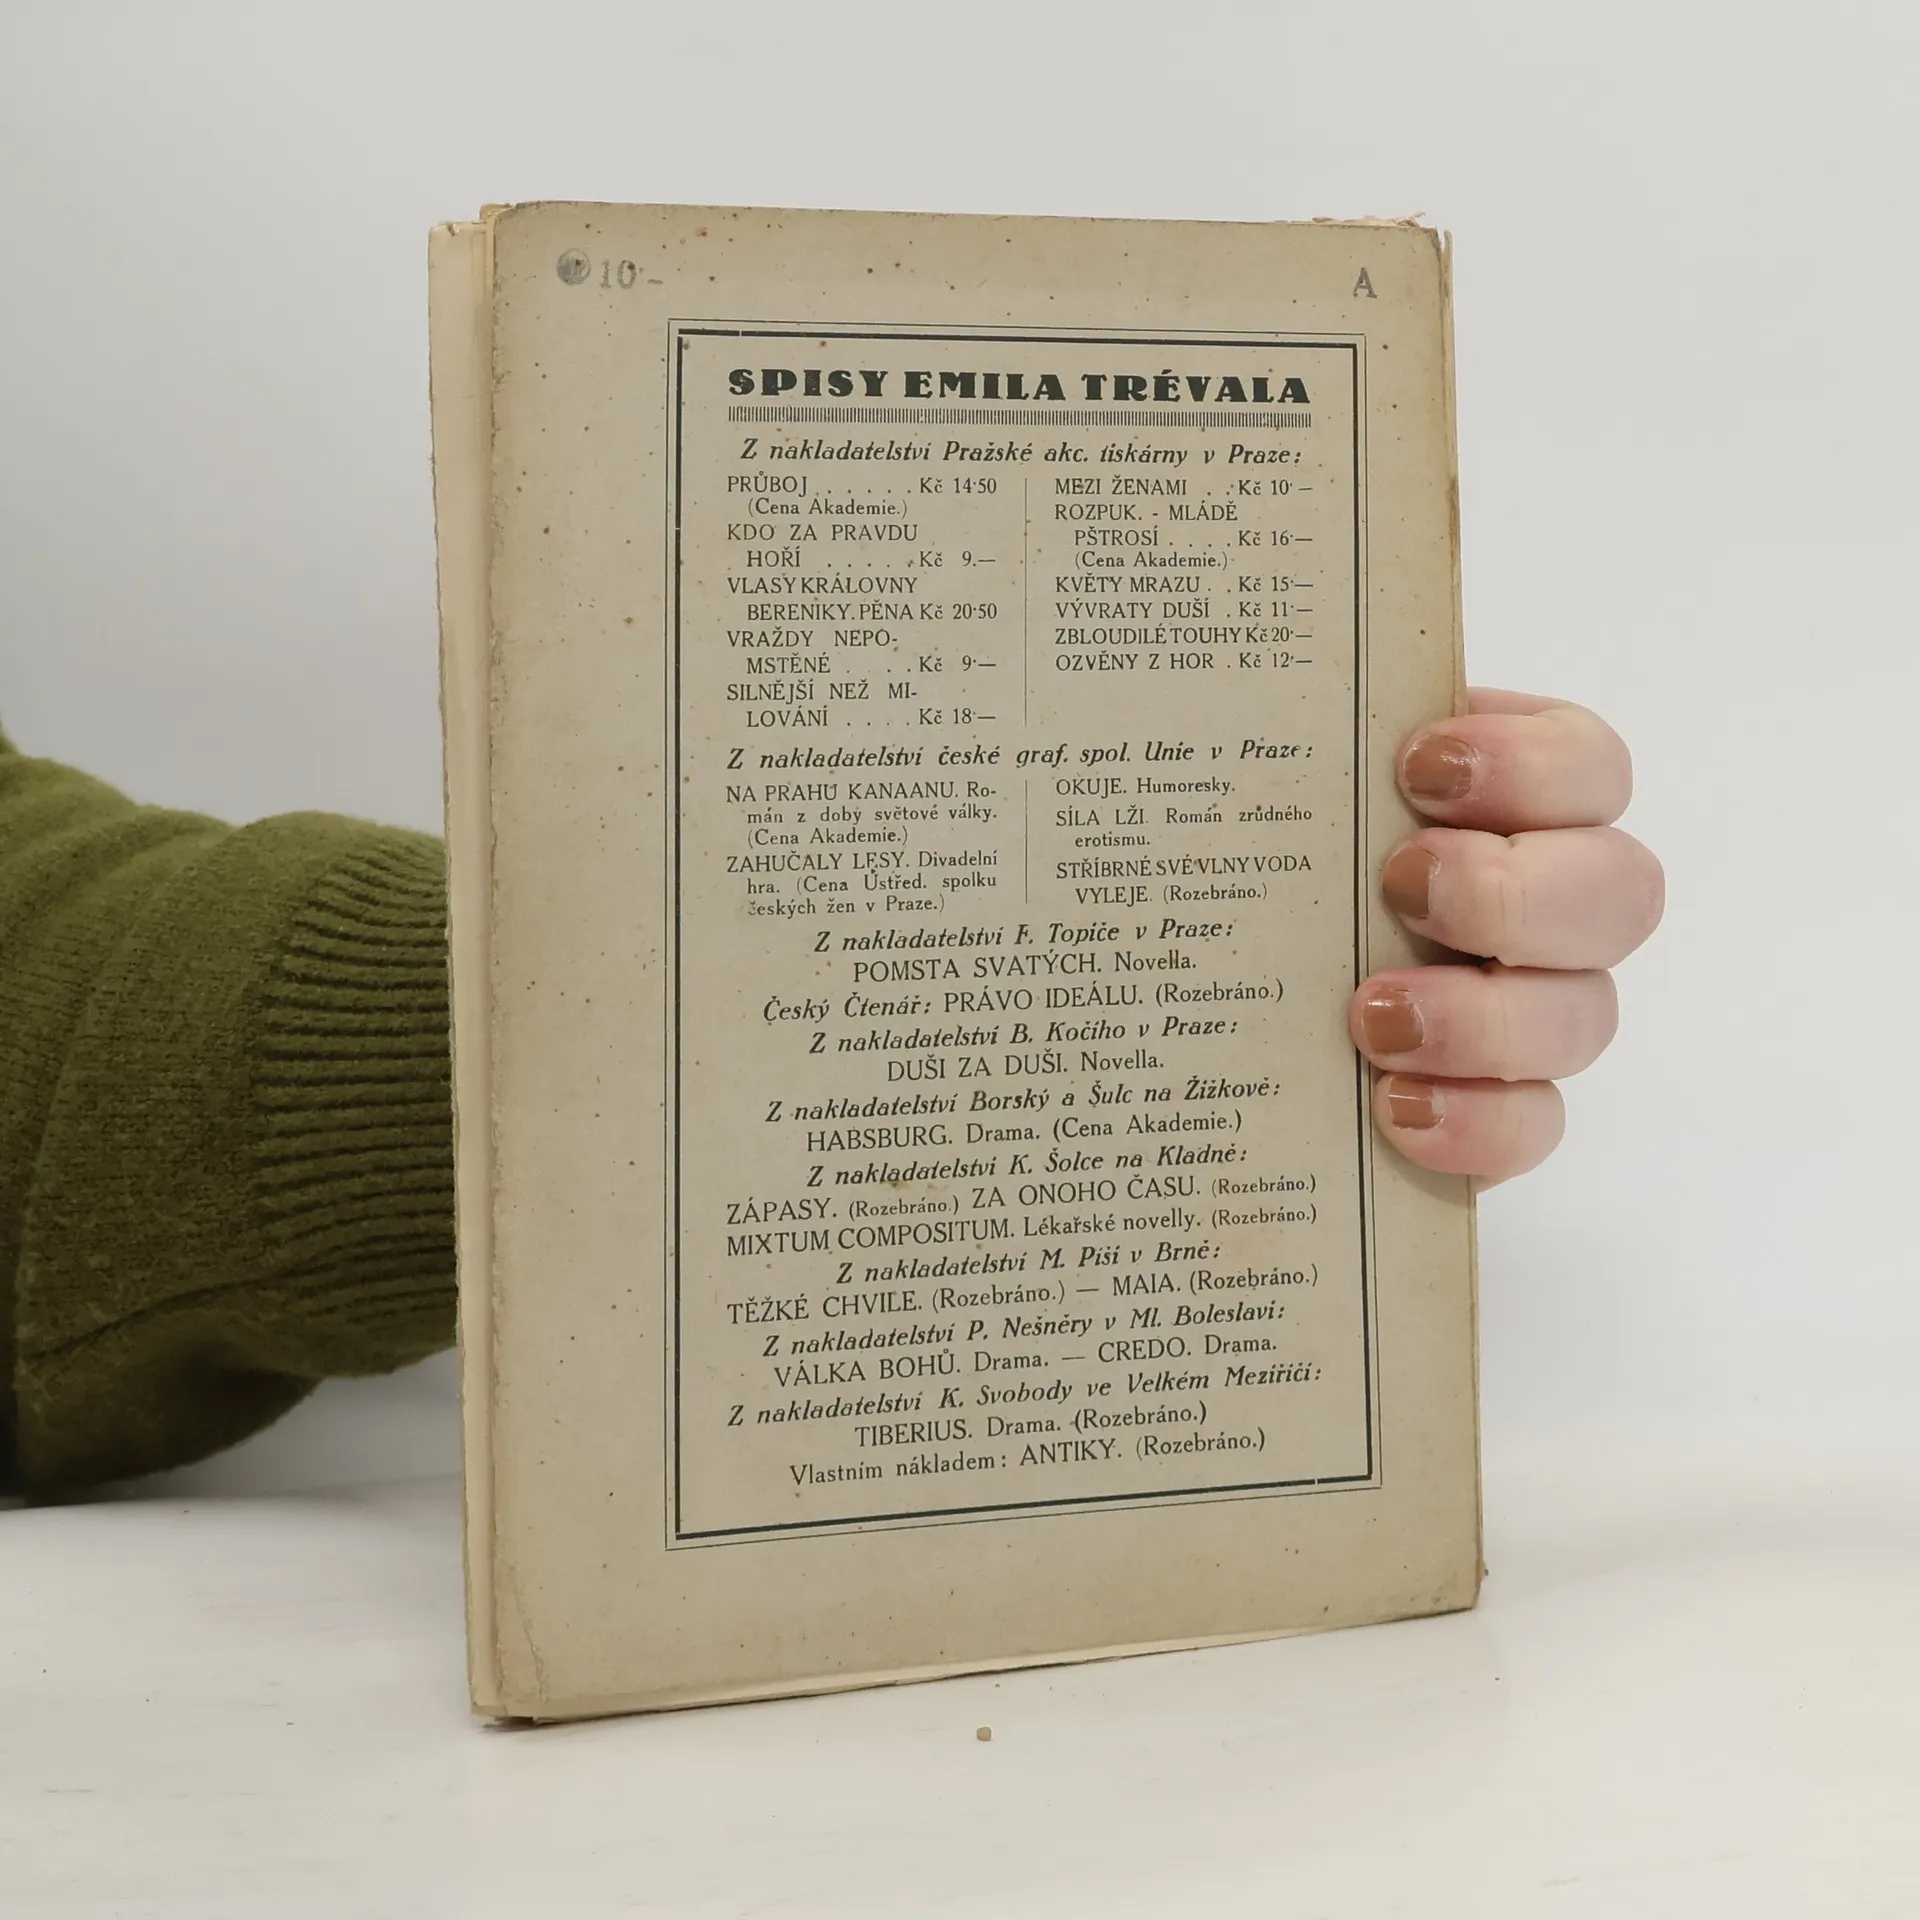 10·–
A
SPISY EMILA TRÉVALA
Z nakladatelství Pražské akc. tiskárny v Praze:
PRŮBOJ . . . . . Kč 14·50
(Cena Akademie.)
KDO ZA PRAVDU
HOŘÍ . . . . . Kč 9.—
VLASY KRÁLOVNY
BERENIKY. PĚNA Kč 20·50
VRAŽDY NEPO-
MSTĚNÉ . . . . Kč 9·—
SILNĚJŠÍ NEŽ MI-
LOVÁNÍ . . . . Kč 18·—
MEZI ŽENAMI . . Kč 10·—
ROZPUK. - MLÁDĚ
PŠTROSÍ . . . . Kč 16·—
(Cena Akademie.)
KVĚTY MRAZU . . Kč 15·—
VÝVRATY DUŠÍ . Kč 11·—
ZBLOUDILÉ TOUHY Kč 20·—
OZVĚNY Z HOR . Kč 12·—
Z nakladatelství české graf. spol. Unie v Praze:
NA PRAHU KANAANU. Ro-
mán z doby světové války.
(Cena Akademie.)
ZAHUČALY LESY. Divadelní
hra. (Cena Ústřed. spolku
českých žen v Praze.)
OKUJE. Humoresky.
SÍLA LŽI. Román zrůdného
erotismu.
STŘÍBRNÉ SVÉ VLNY VODA
VYLEJE. (Rozebráno.)
Z nakladatelství F. Topiče v Praze:
POMSTA SVATÝCH. Novella.
Český Čtenář: PRÁVO IDEÁLU. (Rozebráno.)
Z nakladatelství B. Kočího v Praze:
DUŠI ZA DUŠI. Novella.
Z nakladatelství Borský a Šulc na Žižkově:
HABSBURG. Drama. (Cena Akademie.)
Z nakladatelství K. Šolce na Kladně:
ZÁPASY. (Rozebráno.) ZA ONOHO ČASU. (Rozebráno.)
MIXTUM COMPOSITUM. Lékařské novelly. (Rozebráno.)
Z nakladatelství M. Píší v Brně:
TĚŽKÉ CHVILE. (Rozebráno.) — MAIA. (Rozebráno.)
Z nakladatelství P. Nešněry v Ml. Boleslavi:
VÁLKA BOHŮ. Drama. — CREDO. Drama.
Z nakladatelství K. Svobody ve Velkém Meziříčí:
TIBERIUS. Drama. (Rozebráno.)
Vlastním nákladem: ANTIKY. (Rozebráno.)